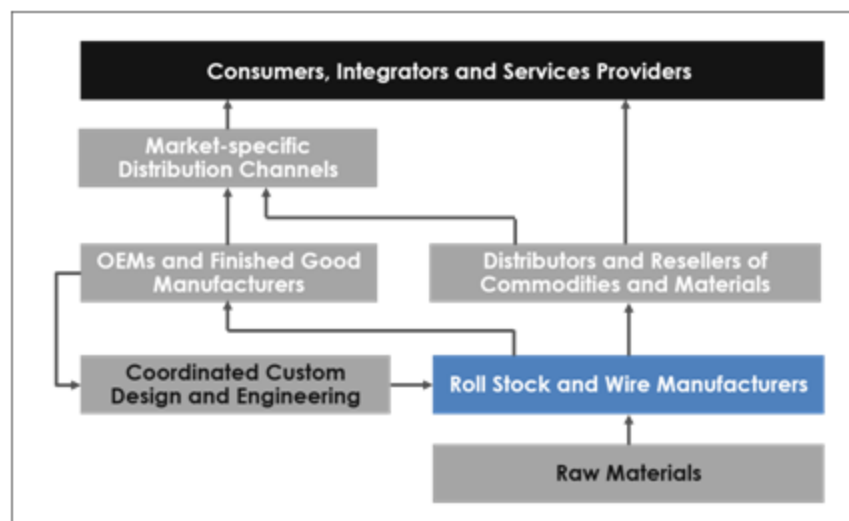 Consumers, Integrators and Services Providers
Market-specific
Distribution Channels
OEMs and Finished Good
Manufacturers
Distributors and Resellers of
Commodities and Materials
Coordinated Custom
Design and Engineering
Roll Stock and Wire Manufacturers
Raw Materials